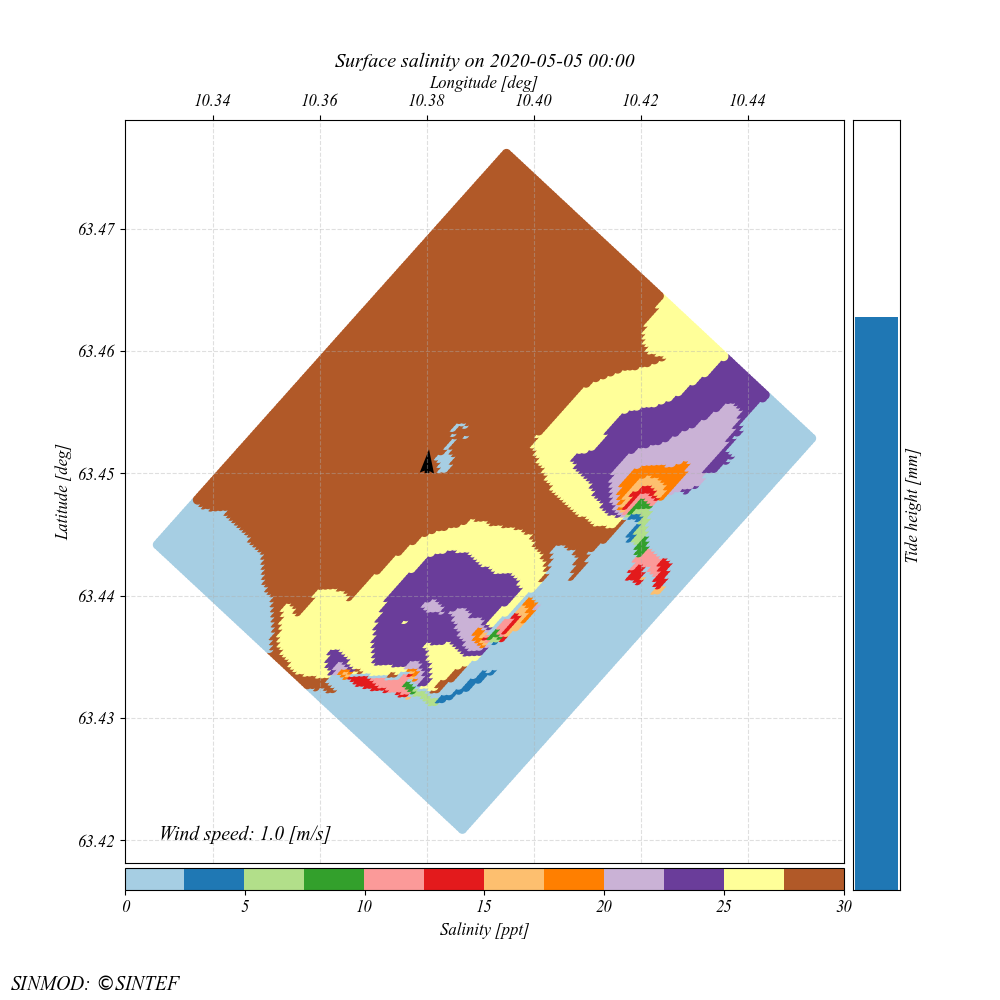 Surface salinity on 2020-05-05 00:00
Longitude [deg]
10.34 10.36 10.38 10.40 10.42 10.44
63.47
63.46
63.45
63.44
63.43
63.42
Latitude [deg]
Tide height [mm]
Wind speed: 1.0 [m/s]
0 5 10 15 20 25 30
Salinity [ppt]
SINMOD: ©SINTEF